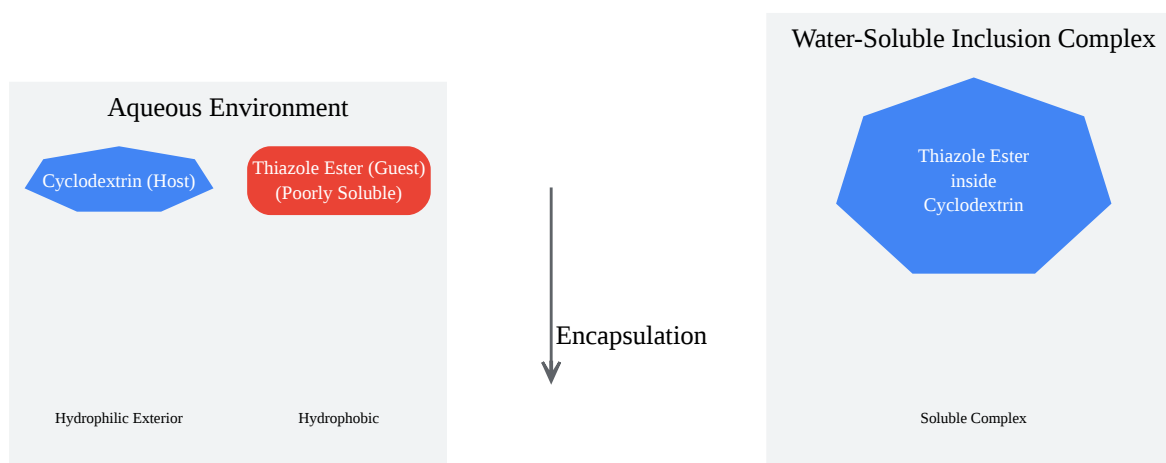 Aqueous Environment
Cyclodextrin (Host)
Thiazole Ester (Guest)
(Poorly Soluble)
Hydrophilic Exterior
Hydrophobic
Encapsulation
Water-Soluble Inclusion Complex
Thiazole Ester
inside
Cyclodextrin
Soluble Complex